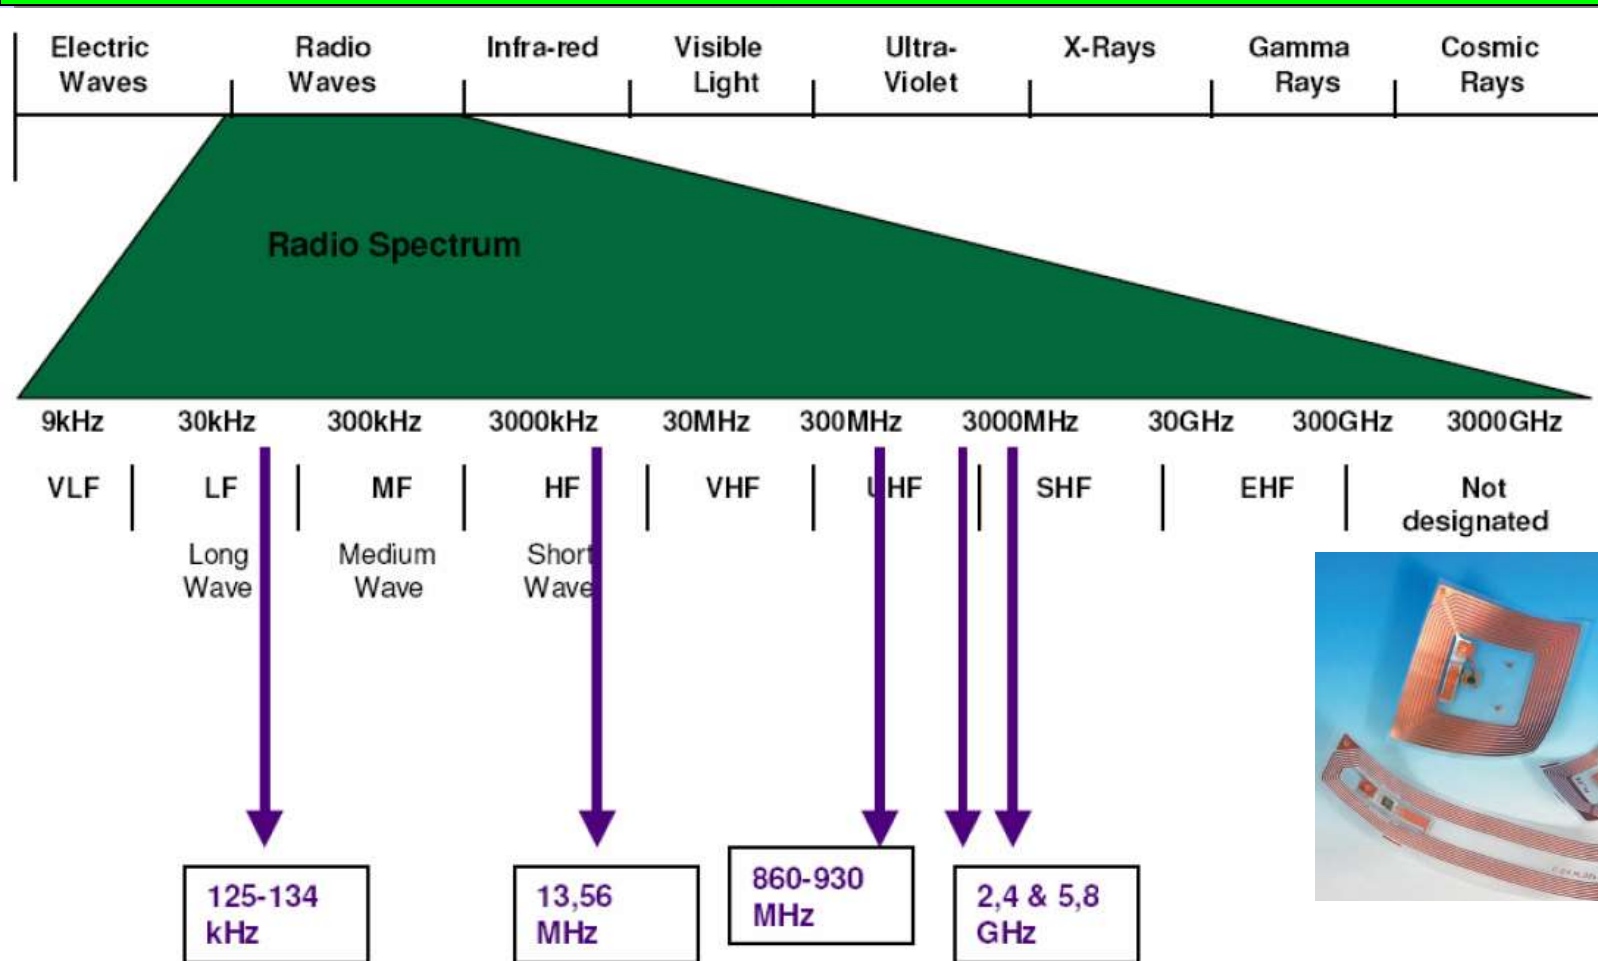 Electric Waves
Radio Waves
Infra-red
Visible Light
Ultra-
Violet
X-Rays
Gamma Rays
Cosmic Rays
Radio Spectrum
9kHz 30kHz 300kHz 3000kHz 30MHz 300MHz 3000MHz 30GHz 300GHz 3000GHz
VLF LF MF HF VHF UHF SHF EHF Not
designated
Long
Wave
Medium
Wave
Short
Wave
125-134
kHz
13,56
MHz
860-930
MHz
2,4 & 5,8
GHz